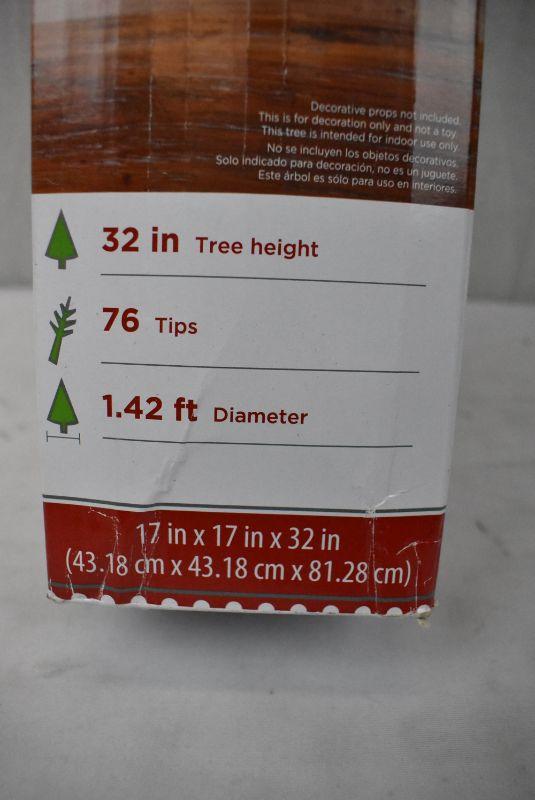 Decorative props not included.
This is for decoration only and not a toy.
This tree is intended for indoor use only.
No se incluyen los objetos decorativos.
Solo indicado para decoración, no es un juguete.
Este árbol es sólo para uso en interiores.
32 in Tree height
76 Tips
1.42 ft Diameter
17 in x 17 in x 32 in
(43.18 cm x 43.18 cm x 81.28 cm)